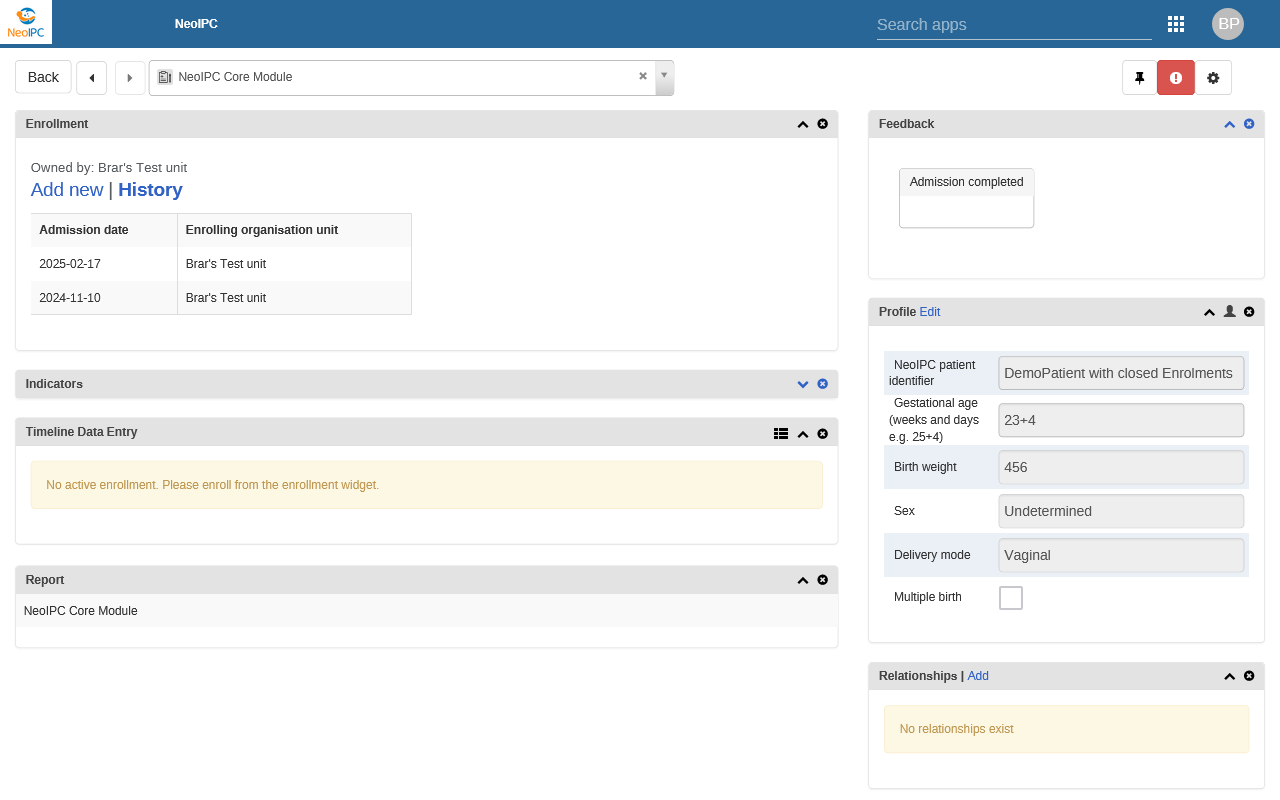 NeoIPC
NeoIPC
Search apps
BP
Back
NeoIPC Core Module
Enrollment
Owned by: Brar's Test unit
Add new | History
Admission date Enrolling organisation unit
2025-02-17 Brar's Test unit
2024-11-10 Brar's Test unit
Indicators
Timeline Data Entry
No active enrollment. Please enroll from the enrollment widget.
Report
NeoIPC Core Module
Feedback
Admission completed
Profile Edit
NeoIPC patient
identifier
DemoPatient with closed Enrolments
Gestational age
(weeks and days
e.g. 25+4)
23+4
Birth weight 456
Sex Undetermined
Delivery mode Vaginal
Multiple birth
Relationships | Add
No relationships exist